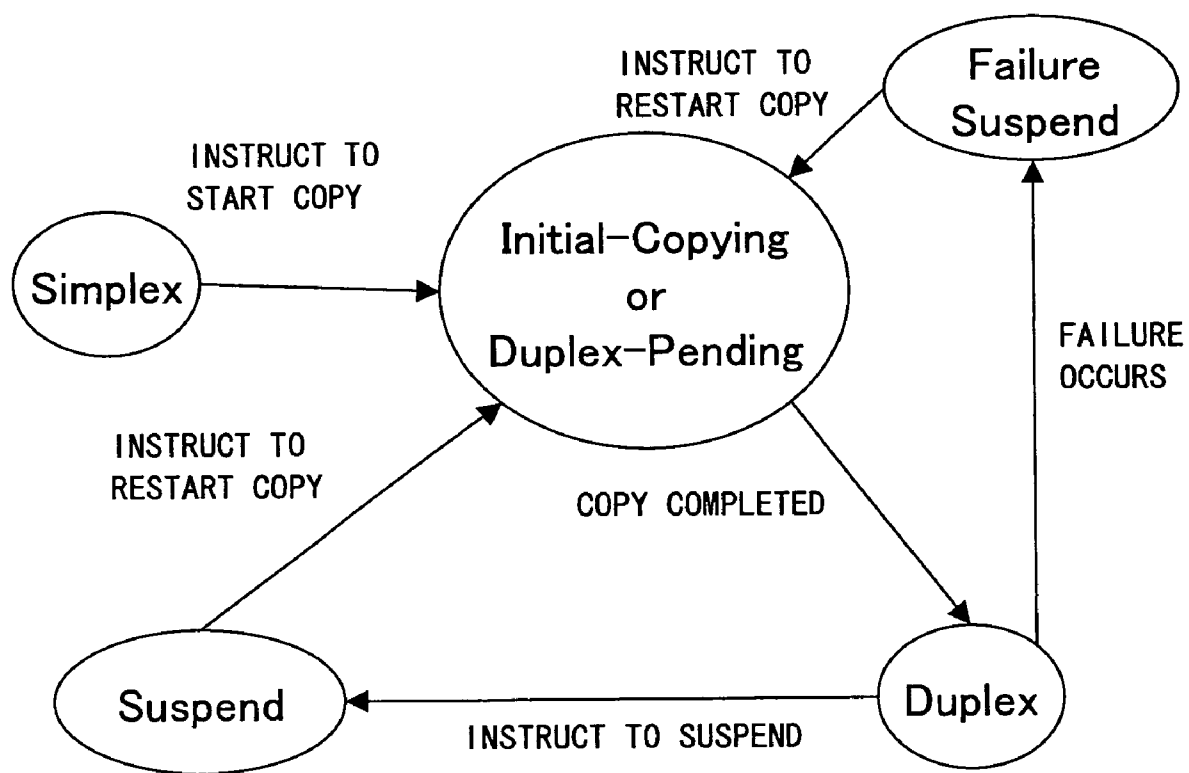 INSTRUCT TO
RESTART COPY
Failure
Suspend
INSTRUCT TO
START COPY
Simplex
Initial-Copying
or
Duplex-Pending
FAILURE
OCCURS
INSTRUCT TO
RESTART COPY
COPY COMPLETED
Suspend
INSTRUCT TO SUSPEND
Duplex